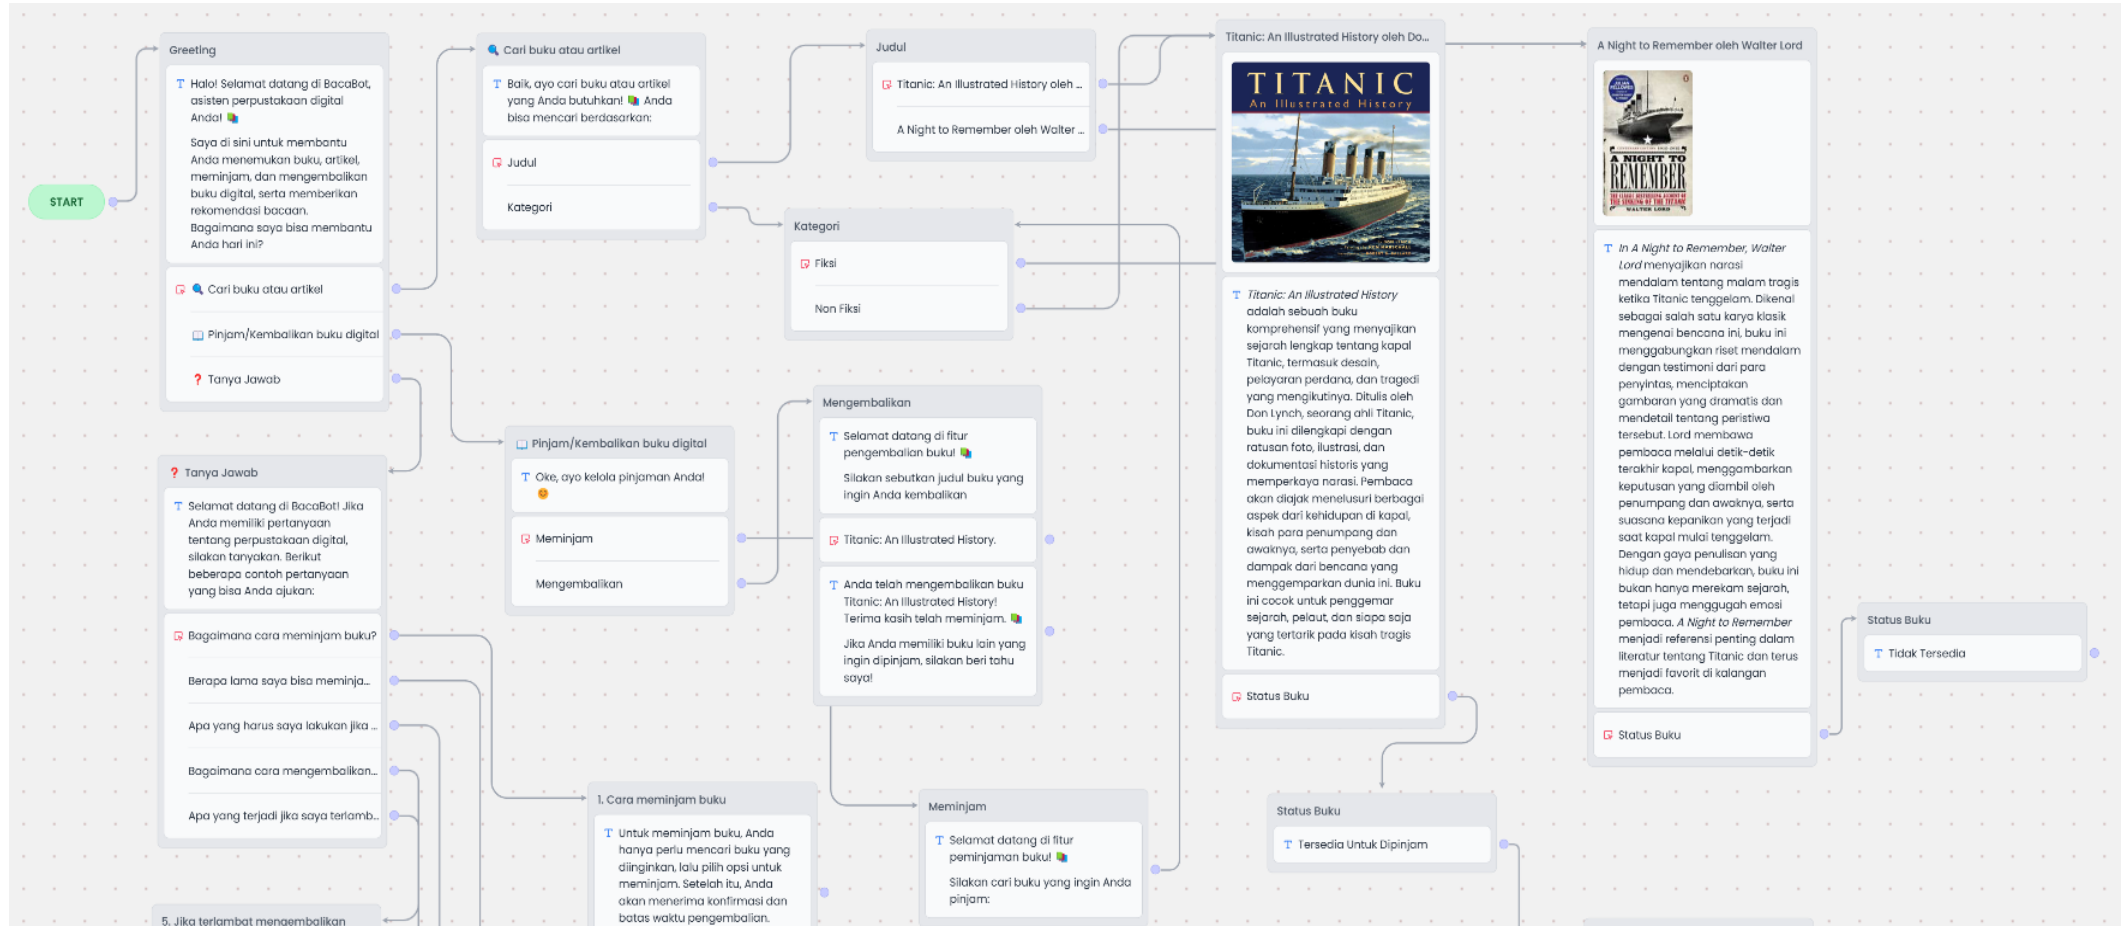 START
Greeting
Halo! Selamat datang di BacaBot,
asisten perpustakaan digital
Anda!
Saya di sini untuk membantu
Anda menemukan buku, artikel,
meminjam, dan mengembalikan
buku digital, serta memberikan
rekomendasi bacaan.
Bagaimana saya bisa membantu
Anda hari ini?
Cari buku atau artikel
Pinjam/Kembalikan buku digital
Tanya Jawab
Cari buku atau artikel
Baik, ayo cari buku atau artikel
yang Anda butuhkan! Anda
bisa mencari berdasarkan:
Judul
Kategori
Judul
Titanic: An Illustrated History oleh ...
A Night to Remember oleh Walter ...
Kategori
Fiksi
Non Fiksi
Titanic: An Illustrated History oleh Do...
TITANIC
An Illustrated History
Titanic: An Illustrated History
adalah sebuah buku
komprehensif yang menyajikan
sejarah lengkap tentang kapal
Titanic, termasuk desain,
pelayaran perdana, dan tragedi
yang mengikutinya. Ditulis oleh
Don Lynch, seorang ahli Titanic,
buku ini dilengkapi dengan
ratusan foto, ilustrasi, dan
dokumentasi historis yang
memperkaya narasi. Pembaca
akan diajak menelusuri berbagai
aspek dari kehidupan di kapal,
kisah para penumpang dan
awaknya, serta penyebab dan
dampak dari bencana yang
menggemparkan dunia ini. Buku
ini cocok untuk penggemar
sejarah, pelaut, dan siapa saja
yang tertarik pada kisah tragis
Titanic.
Status Buku
A Night to Remember oleh Walter Lord
A NIGHT TO
REMEMBER
THE CLASSIC BESTSELLING ACCOUNT OF
THE SINKING OF THE TITANIC
WALTER LORD
In A Night to Remember, Walter
Lord menyajikan narasi
mendalam tentang malam tragis
ketika Titanic tenggelam. Dikenal
sebagai salah satu karya klasik
mengenai bencana ini, buku ini
menggabungkan riset mendalam
dengan testimoni dari para
penyintas, menciptakan
gambaran yang dramatis dan
mendetail tentang peristiwa
tersebut. Lord membawa
pembaca melalui detik-detik
terakhir kapal, menggambarkan
keputusan yang diambil oleh
penumpang dan awaknya, serta
suasana kepanikan yang terjadi
saat kapal mulai tenggelam.
Dengan gaya penulisan yang
hidup dan mendebarkan, buku ini
bukan hanya merekam sejarah,
tetapi juga menggugah emosi
pembaca. A Night to Remember
menjadi referensi penting dalam
literatur tentang Titanic dan terus
menjadi favorit di kalangan
pembaca.
Status Buku
Status Buku
Tidak Tersedia
Status Buku
Tersedia Untuk Dipinjam
Pinjam/Kembalikan buku digital
Oke, ayo kelola pinjaman Anda!
Meminjam
Mengembalikan
Mengembalikan
Selamat datang di fitur
pengembalian buku!
Silakan sebutkan judul buku yang
ingin Anda kembalikan
Titanic: An Illustrated History.
Anda telah mengembalikan buku
Titanic: An Illustrated History!
Terima kasih telah meminjam.
Jika Anda memiliki buku lain yang
ingin dipinjam, silakan beri tahu
saya!
Tanya Jawab
Selamat datang di BacaBot! Jika
Anda memiliki pertanyaan
tentang perpustakaan digital,
silakan tanyakan. Berikut
beberapa contoh pertanyaan
yang bisa Anda ajukan:
Bagaimana cara meminjam buku?
Berapa lama saya bisa meminja...
Apa yang harus saya lakukan jika ...
Bagaimana cara mengembalikan...
Apa yang terjadi jika saya terlamb...
1. Cara meminjam buku
Untuk meminjam buku, Anda
hanya perlu mencari buku yang
diinginkan, lalu pilih opsi untuk
meminjam. Setelah itu, Anda
akan menerima konfirmasi dan
batas waktu pengembalian.
Meminjam
Selamat datang di fitur
peminjaman buku!
Silakan cari buku yang ingin Anda
pinjam:
5. Jika terlambat mengembalikan